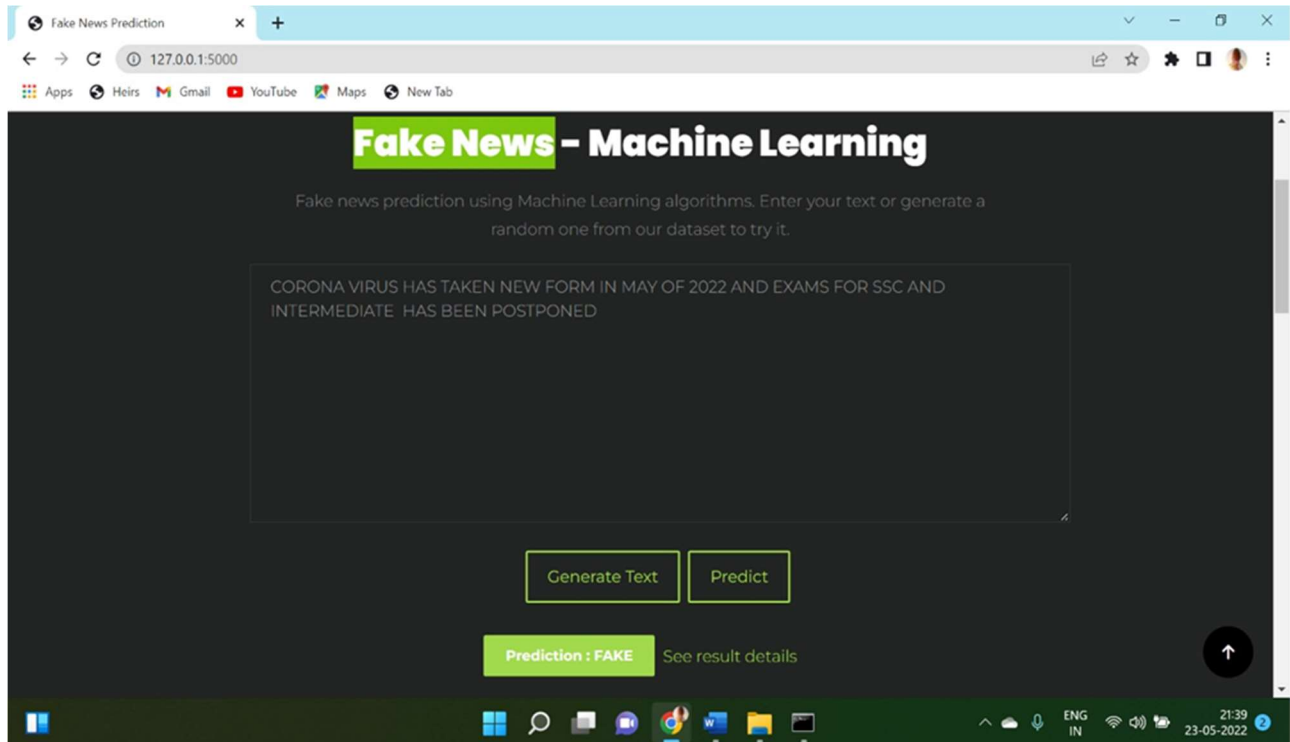 Fake News Prediction
127.0.0.1:5000
Apps Heirs Gmail YouTube Maps New Tab
Fake News - Machine Learning
Fake news prediction using Machine Learning algorithms. Enter your text or generate a
random one from our dataset to try it.
CORONA VIRUS HAS TAKEN NEW FORM IN MAY OF 2022 AND EXAMS FOR SSC AND
INTERMEDIATE HAS BEEN POSTPONED
Generate Text Predict
Prediction : FAKE See result details
ENG 21:39
IN 23-05-2022 2